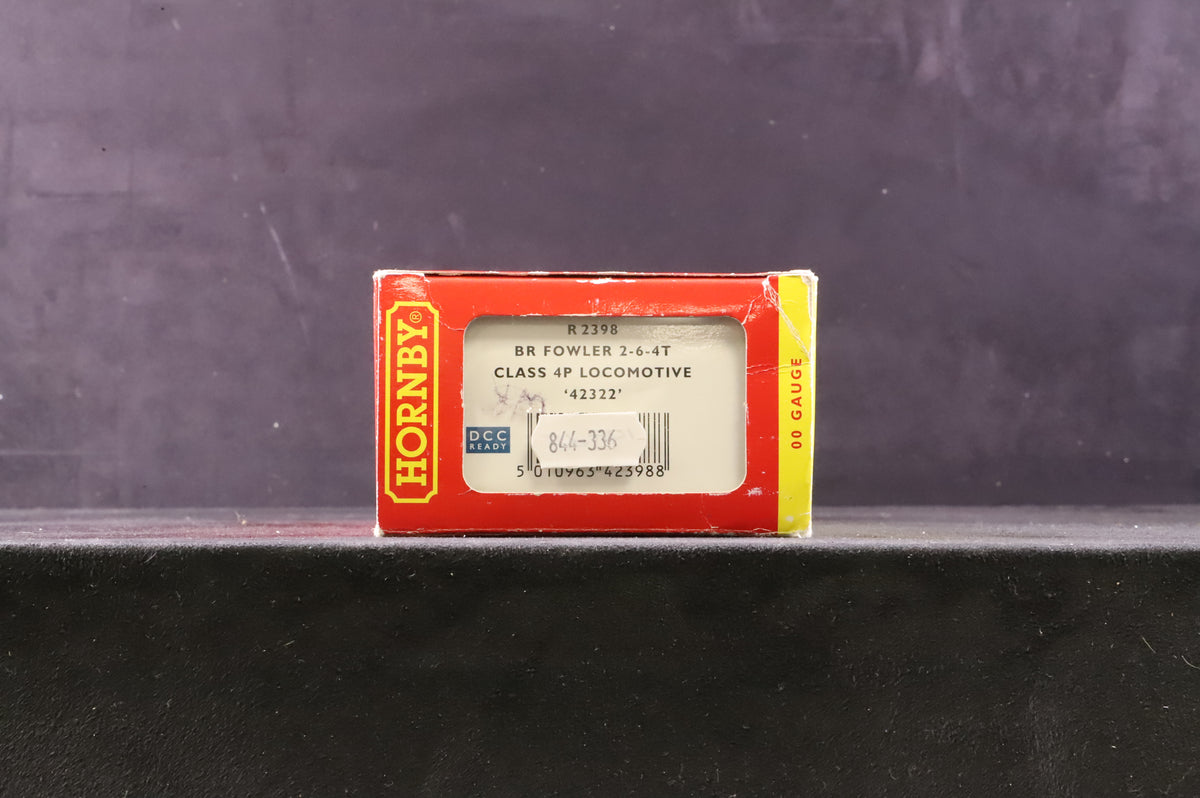 HORNBY®
R 2398
BR FOWLER 2-6-4T
CLASS 4P LOCOMOTIVE
‘42322’
DCC
READY
844-336
5 010963 423988
00 GAUGE